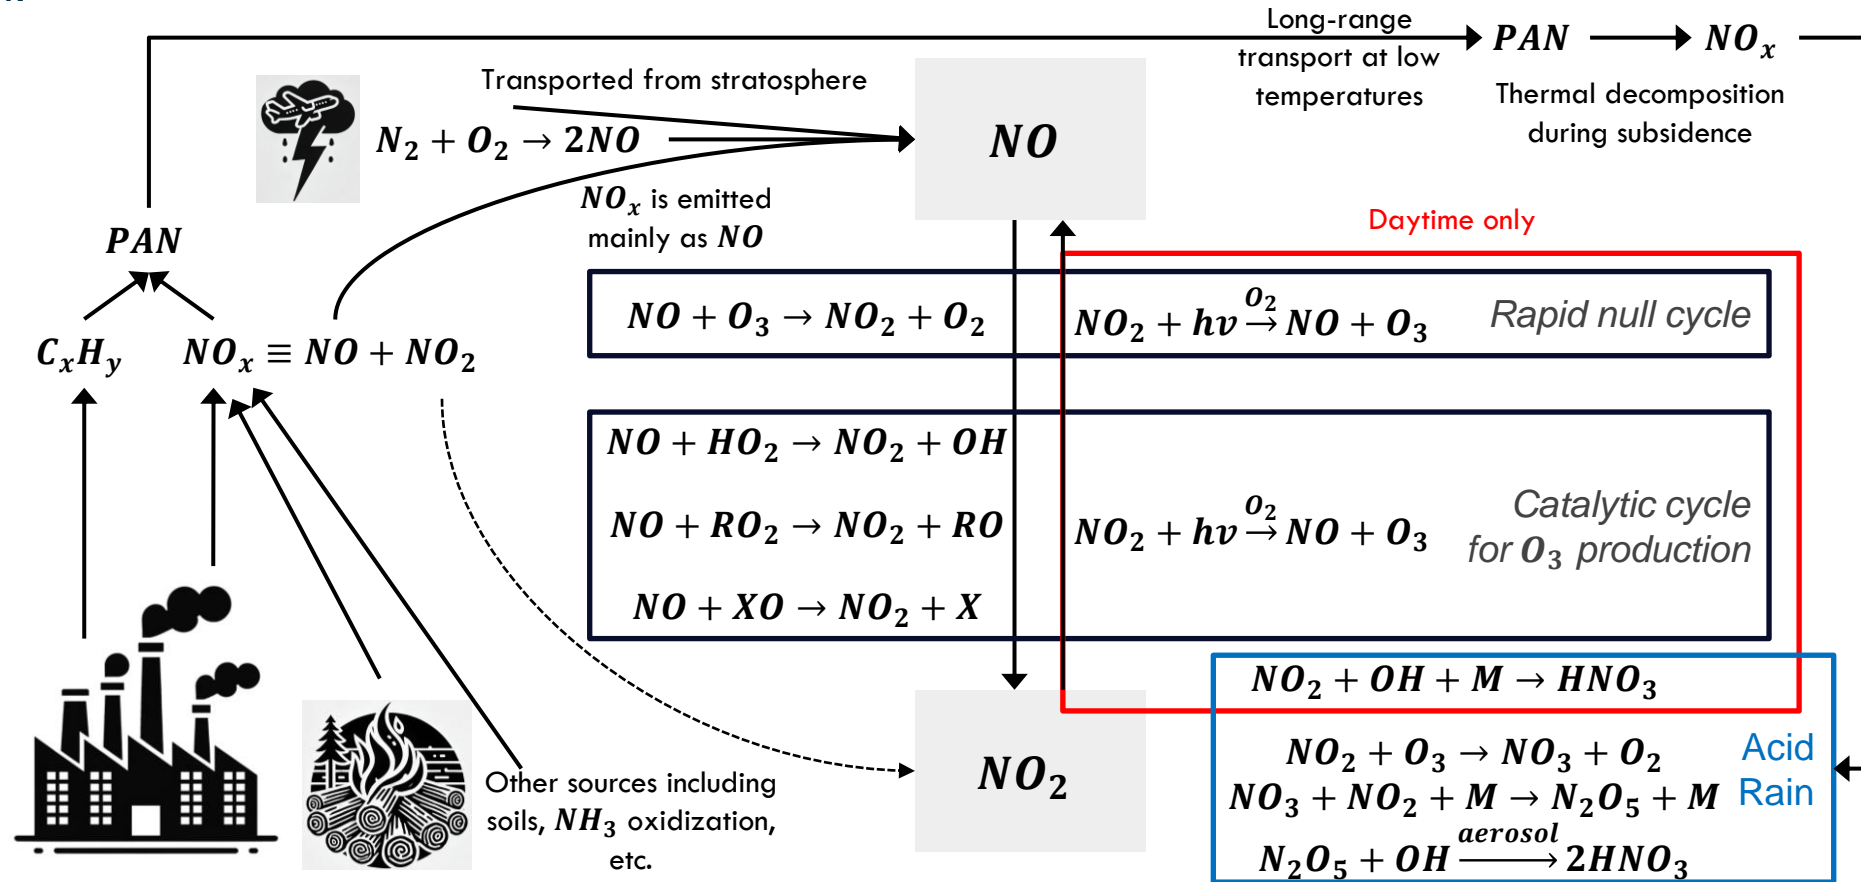 Long-range
transport at low
temperatures
PAN
NOₓ
Thermal decomposition
during subsidence
Transported from stratosphere
N₂ + O₂ → 2NO
NO
NOₓ is emitted
mainly as NO
Daytime only
PAN
NO + O₃ → NO₂ + O₂
NO₂ + hv →(O₂) NO + O₃
Rapid null cycle
CₓHᵧ
NOₓ ≡ NO + NO₂
NO + HO₂ → NO₂ + OH
NO + RO₂ → NO₂ + RO
NO + XO → NO₂ + X
NO₂ + hv →(O₂) NO + O₃
Catalytic cycle
for O₃ production
NO₂ + OH + M → HNO₃
NO₂ + O₃ → NO₃ + O₂
NO₃ + NO₂ + M → N₂O₅ + M
N₂O₅ + OH →(aerosol) 2HNO₃
Acid
Rain
NO₂
Other sources including
soils, NH₃ oxidization,
etc.